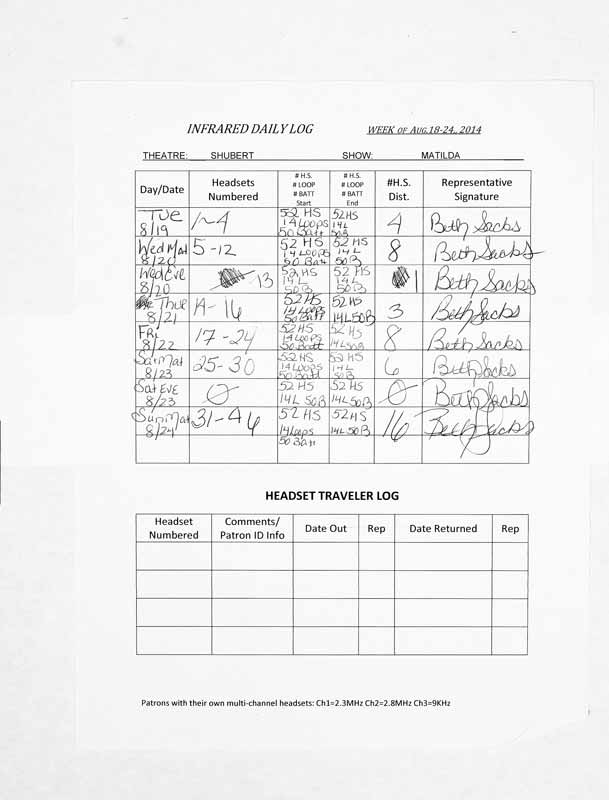 INFRARED DAILY LOG WEEK OF AUG.18-24, 2014
THEATRE: SHUBERT SHOW: MATILDA
Day/Date Headsets Numbered # H.S. # LOOP # BATT Start # H.S. # LOOP # BATT End #H.S. Dist. Representative Signature
Tue 8/19 1-4 52 HS 14 Loops 50 Batt 52 HS 14L 50B 4 Beth Sacks
Wed Mat 8/20 5-12 52 HS 14 Loops 50 Batt 52 HS 14 L 50 B 8 Beth Sacks
Wed Eve 8/20 13 52 HS 14 L 50 B 52 HS 14L 50B 1 Beth Sacks
Thur 8/21 14-16 52 HS 14 Loops 50 Batt 52 HS 14L 50B 3 Beth Sacks
Fri 8/22 17-24 52 HS 14 Loops 50 Batt 52 HS 14L 50B 8 Beth Sacks
Sat Mat 8/23 25-30 52 HS 14 Loops 50 Batt 52 HS 14 L 50 B 6 Beth Sacks
Sat Eve 8/23 Ø 52 HS 14L 50B 52 HS 14L 50B Ø Beth Sacks
Sun Mat 8/24 31-46 52 HS 14 Loops 50 Batt 52 HS 14L 50B 16 Beth Sacks
HEADSET TRAVELER LOG
Headset Numbered Comments/ Patron ID Info Date Out Rep Date Returned Rep
Patrons with their own multi-channel headsets: Ch1=2.3MHz Ch2=2.8MHz Ch3=9KHz